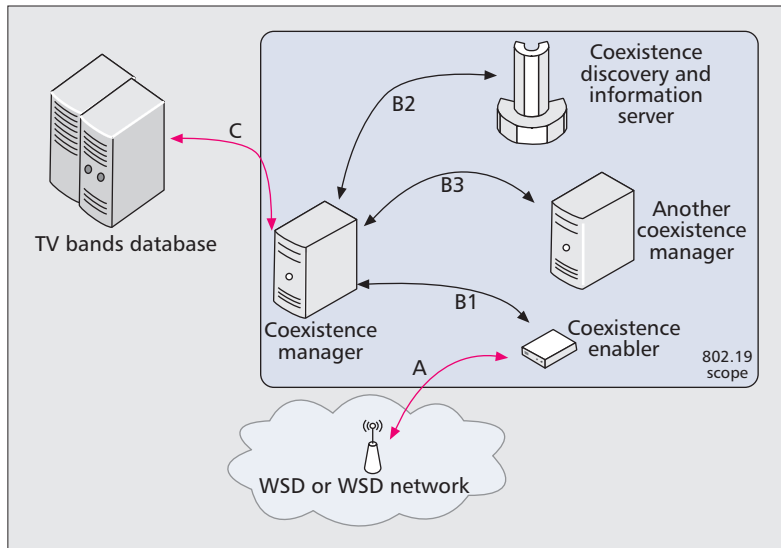 Coexistence
discovery and
information
server
B2
C
B3
TV bands database
Another
coexistence
manager
B1
Coexistence
manager
Coexistence
enabler
802.19
scope
A
WSD or WSD network